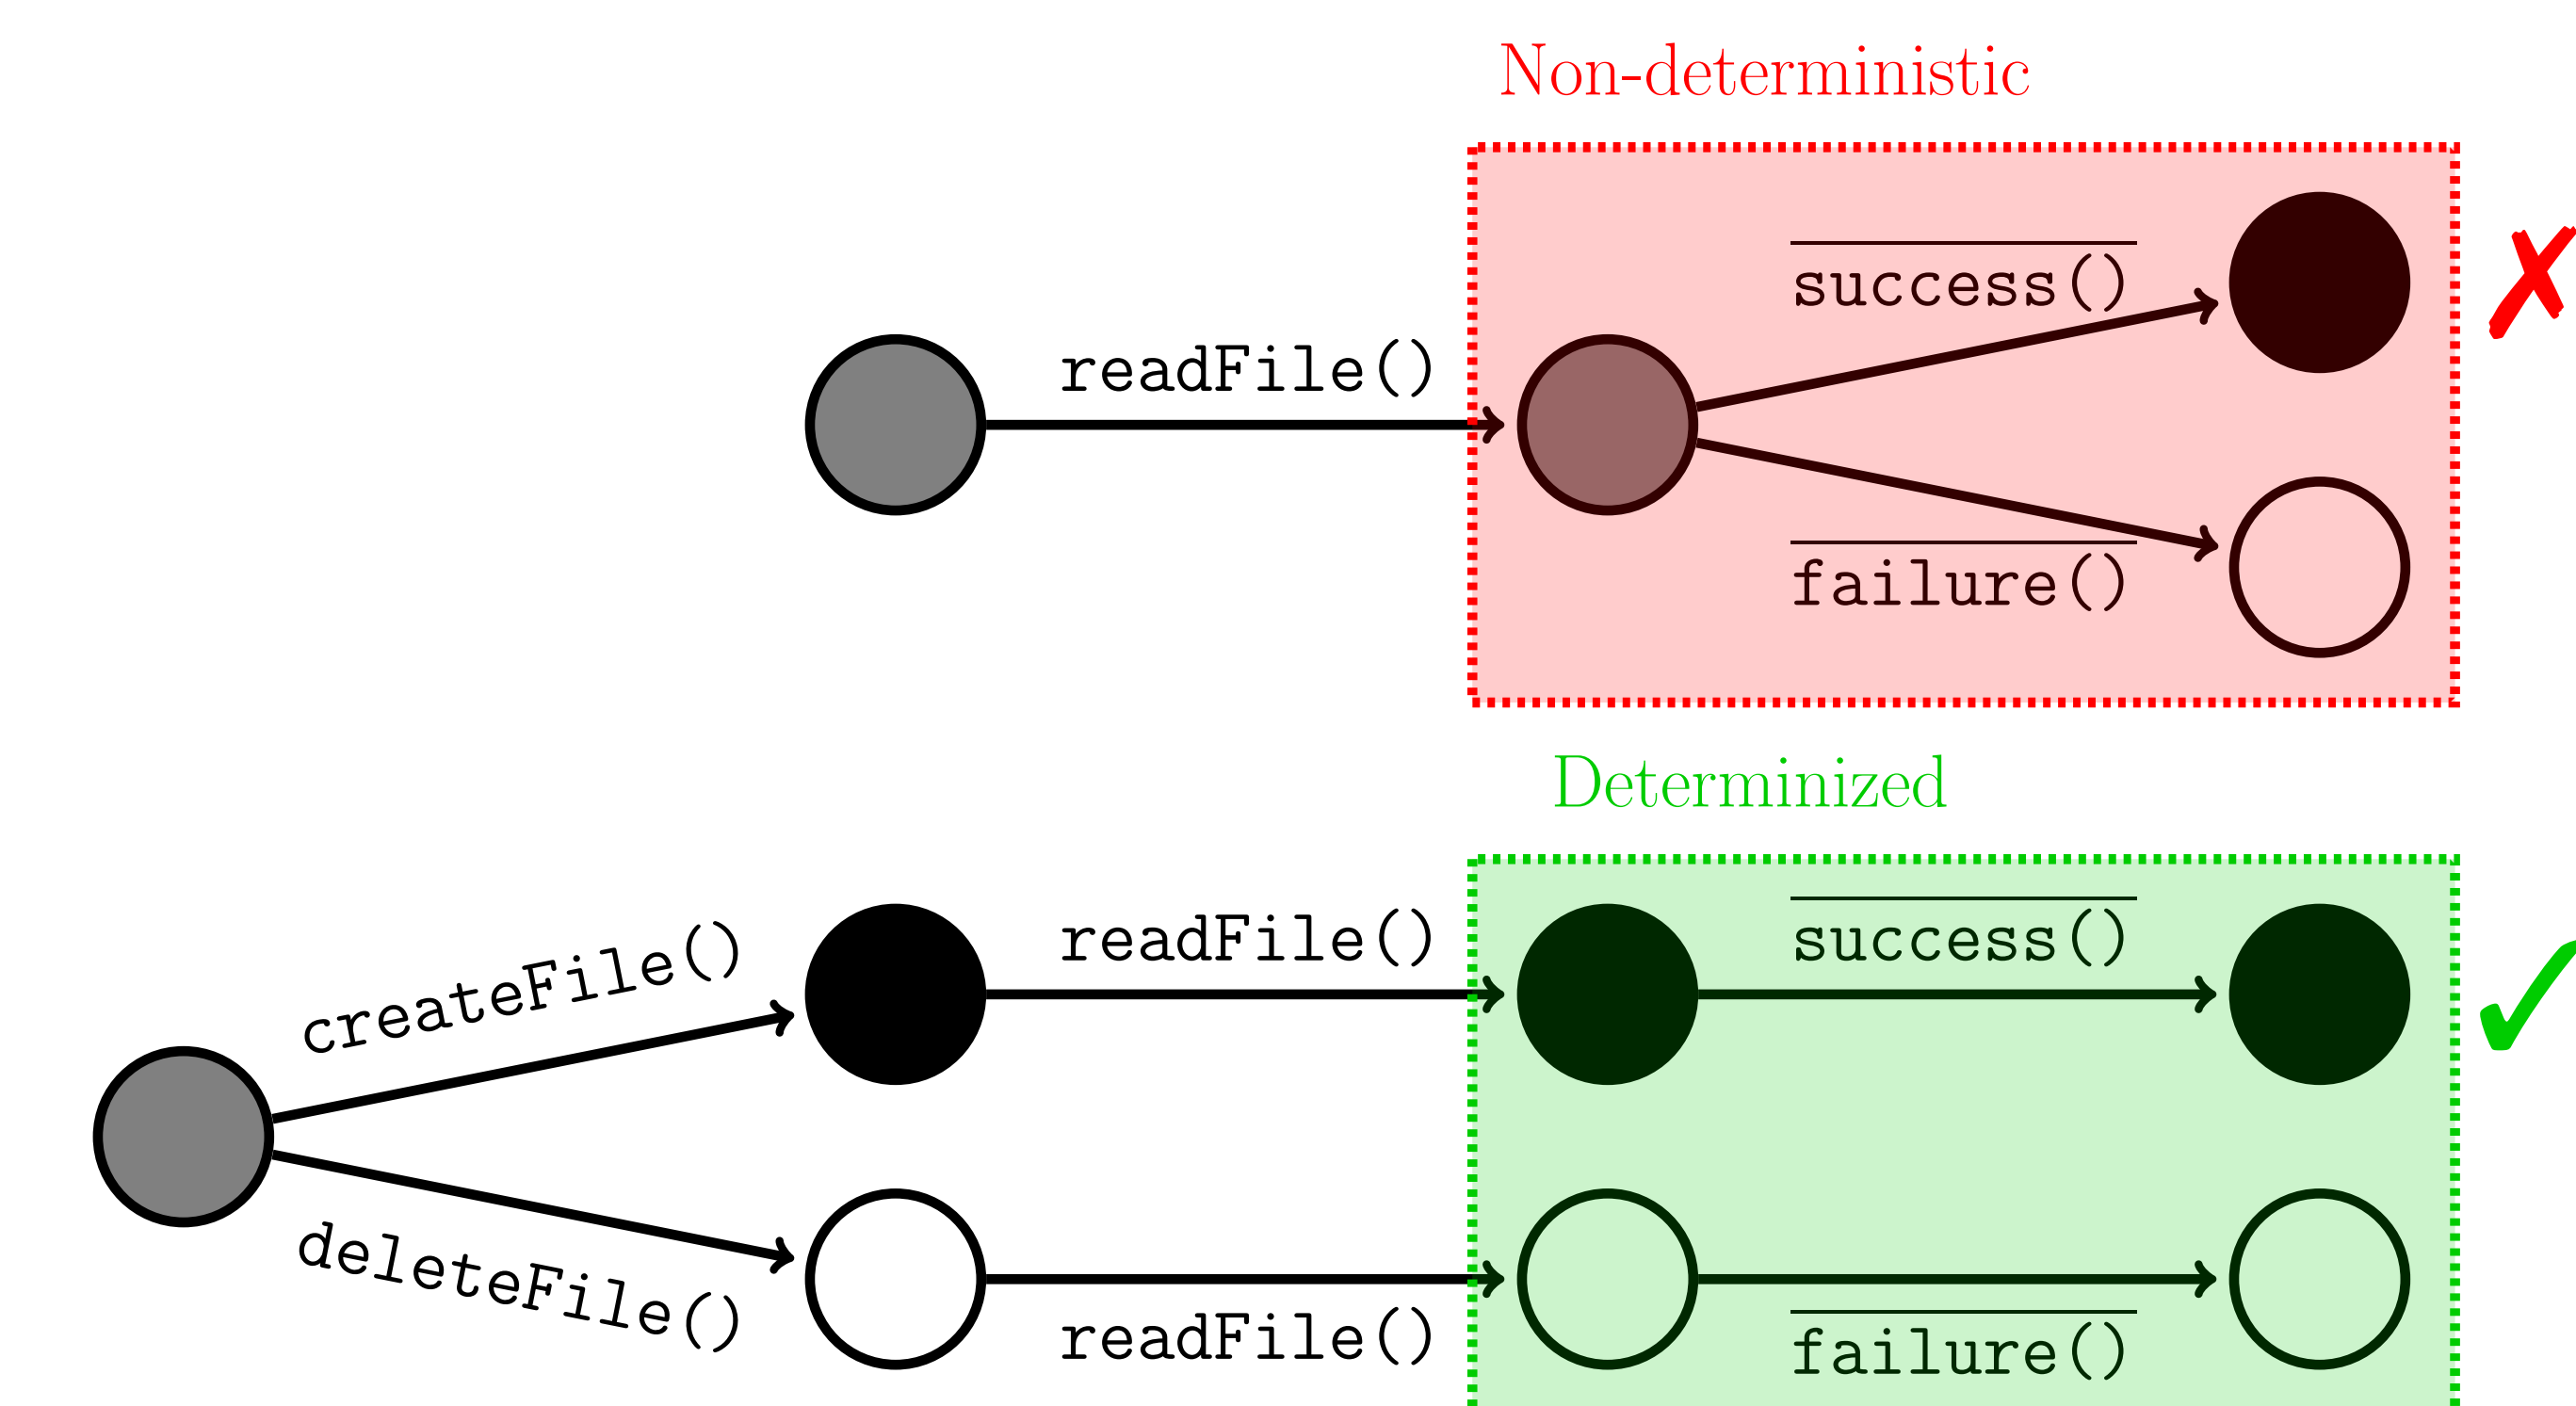 Non-deterministic
success()
readFile()
failure()
Determinized
createFile()
readFile()
success()
deleteFile()
readFile()
failure()